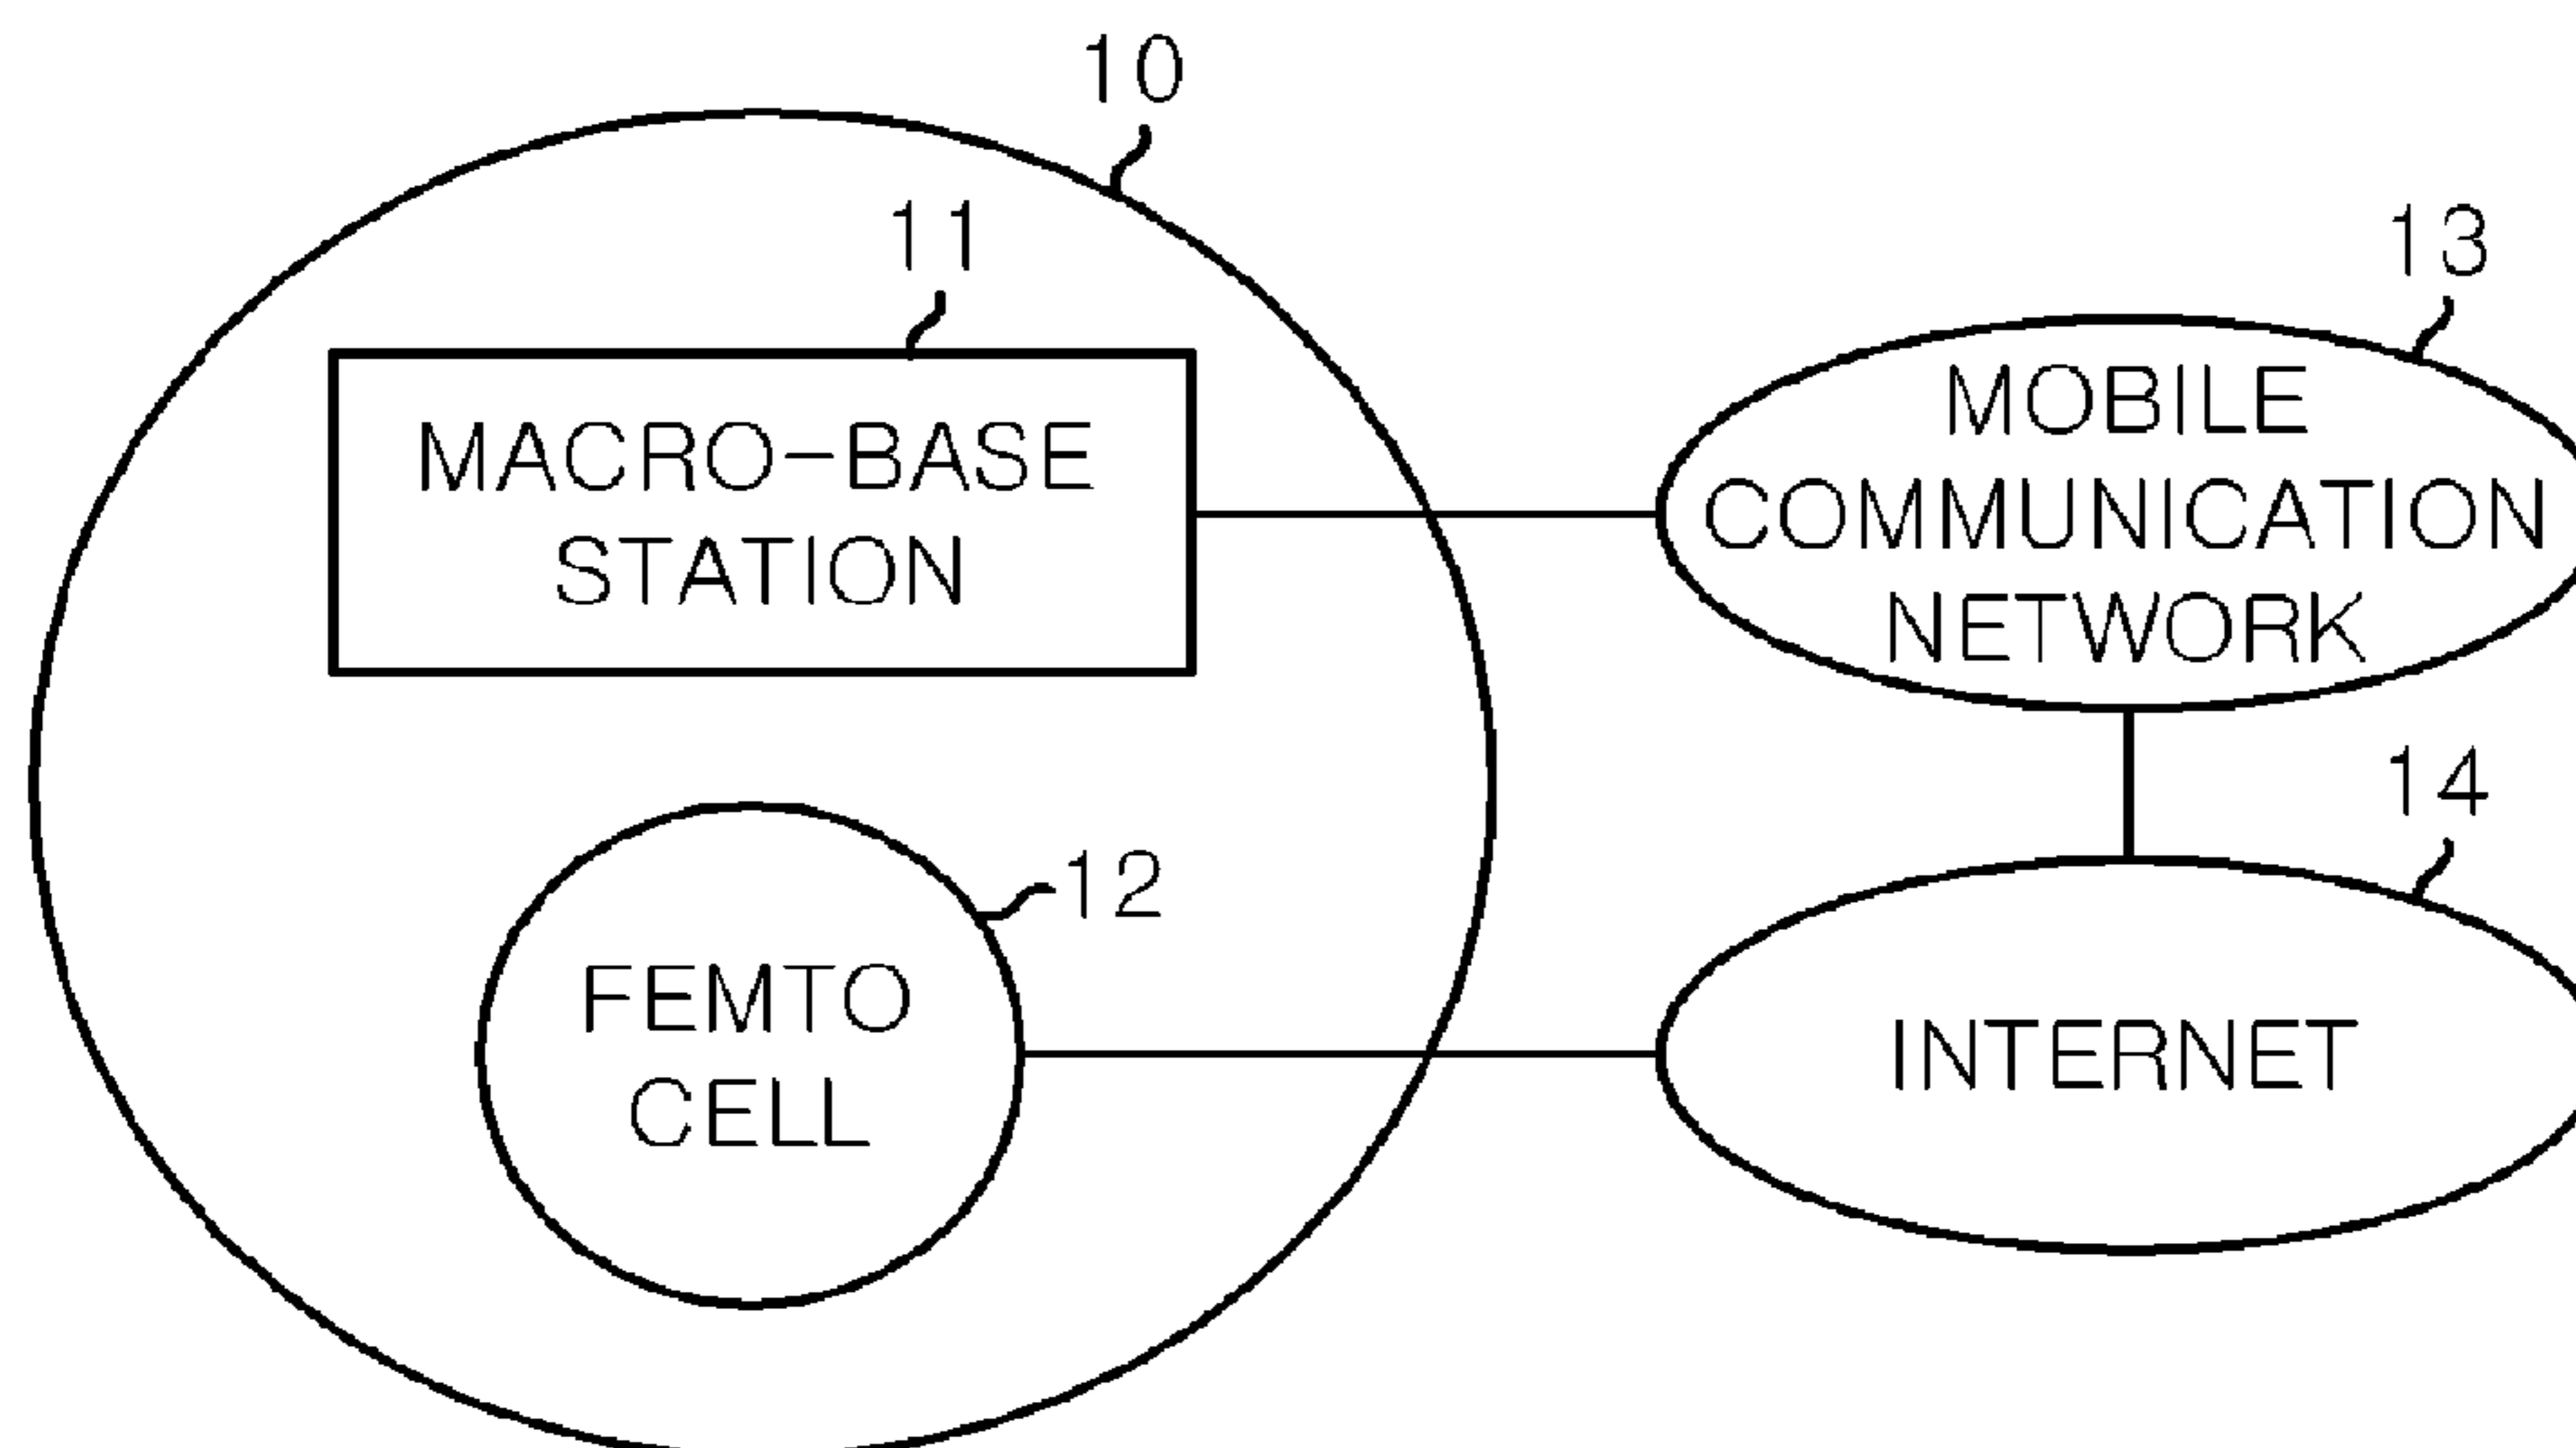 10
11
MACRO-BASE
STATION
12
FEMTO
CELL
13
MOBILE
COMMUNICATION
NETWORK
14
INTERNET